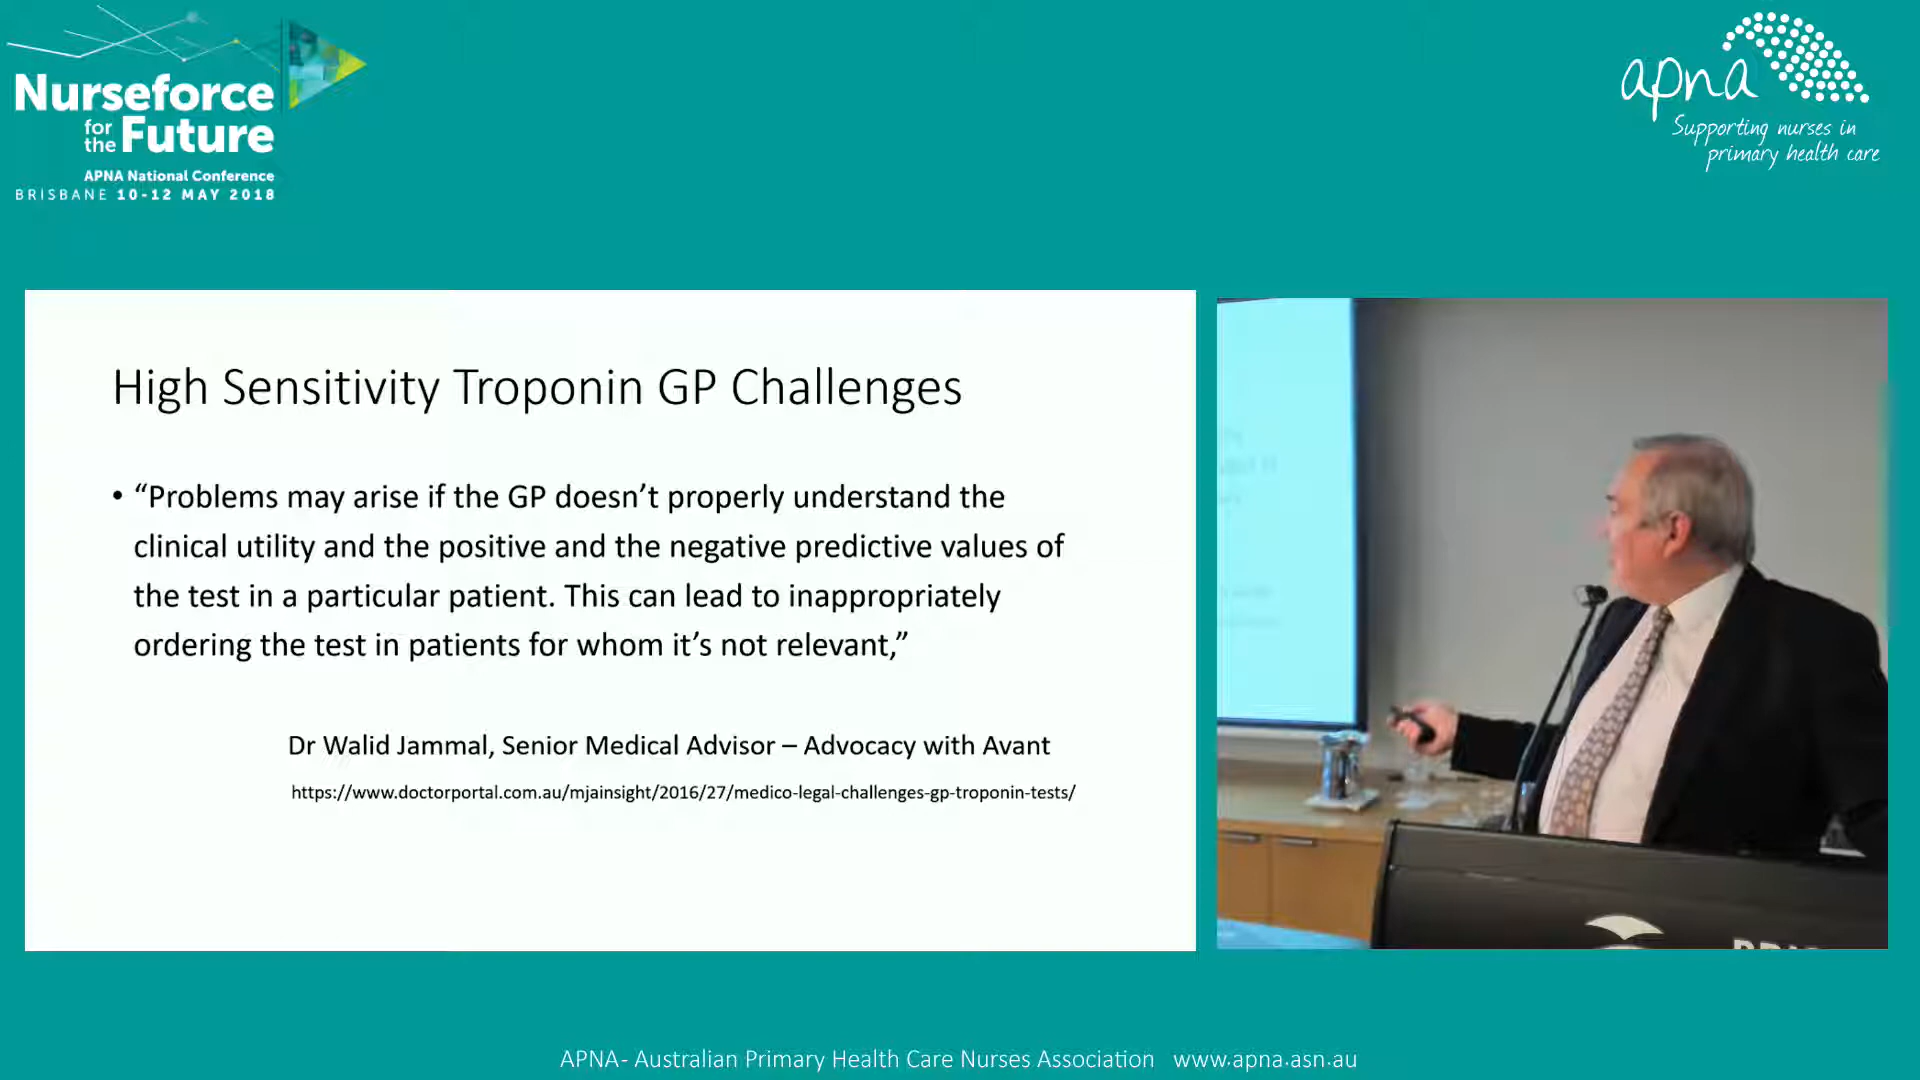 Nurseforce
for
the Future
APNA National Conference
BRISBANE 10-12 MAY 2018
apna
Supporting nurses in
primary health care
High Sensitivity Troponin GP Challenges
• “Problems may arise if the GP doesn’t properly understand the
clinical utility and the positive and the negative predictive values of
the test in a particular patient. This can lead to inappropriately
ordering the test in patients for whom it’s not relevant,”
Dr Walid Jammal, Senior Medical Advisor – Advocacy with Avant
https://www.doctorportal.com.au/mjainsight/2016/27/medico-legal-challenges-gp-troponin-tests/
APNA- Australian Primary Health Care Nurses Association www.apna.asn.au